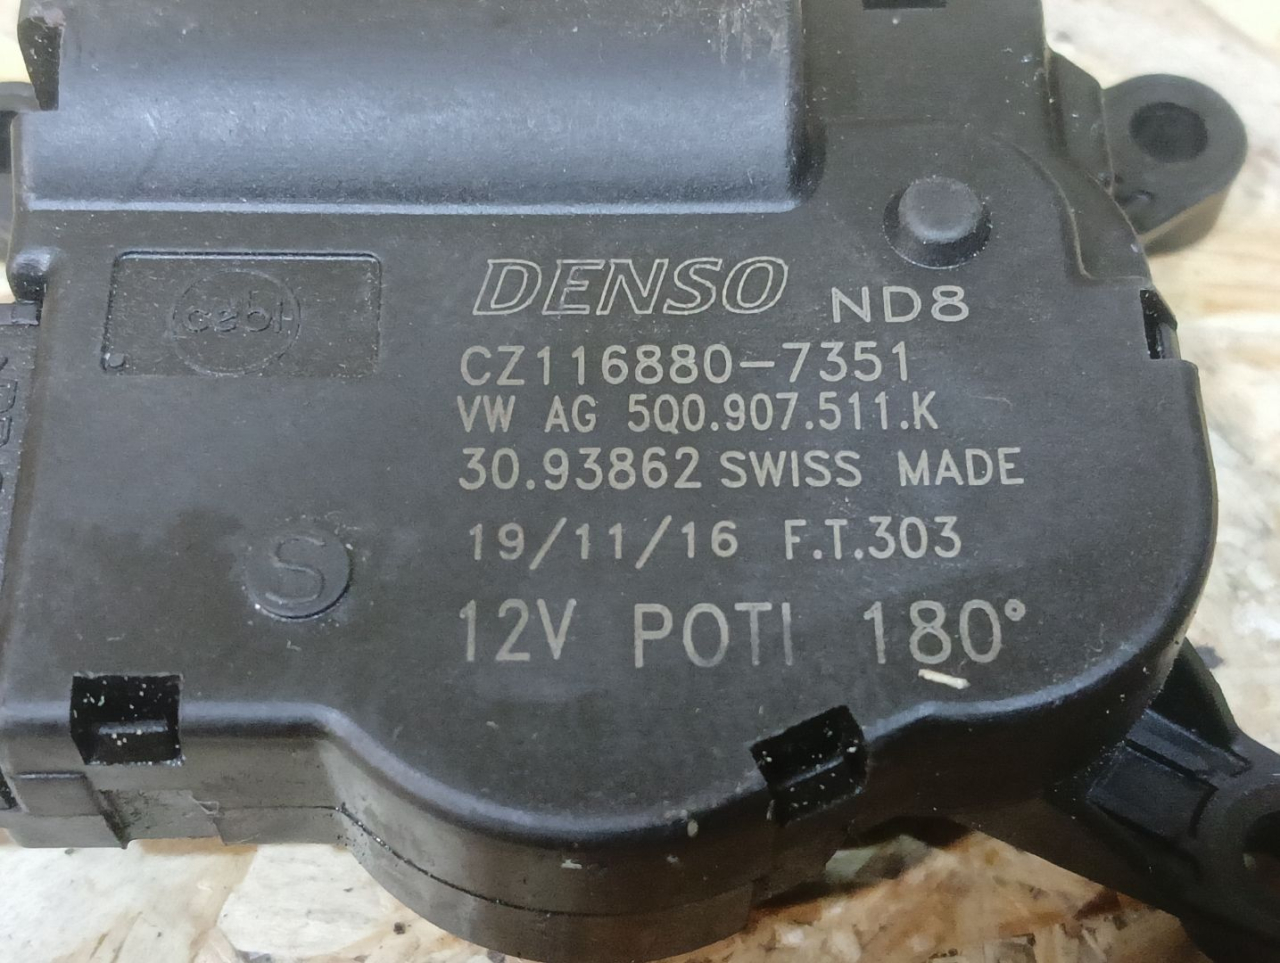 DENSO ND8
cebi
CZ116880-7351
VW AG 5Q0.907.511.K
30.93862 SWISS MADE
19/11/16 F.T.303
S
12V POTI 180°